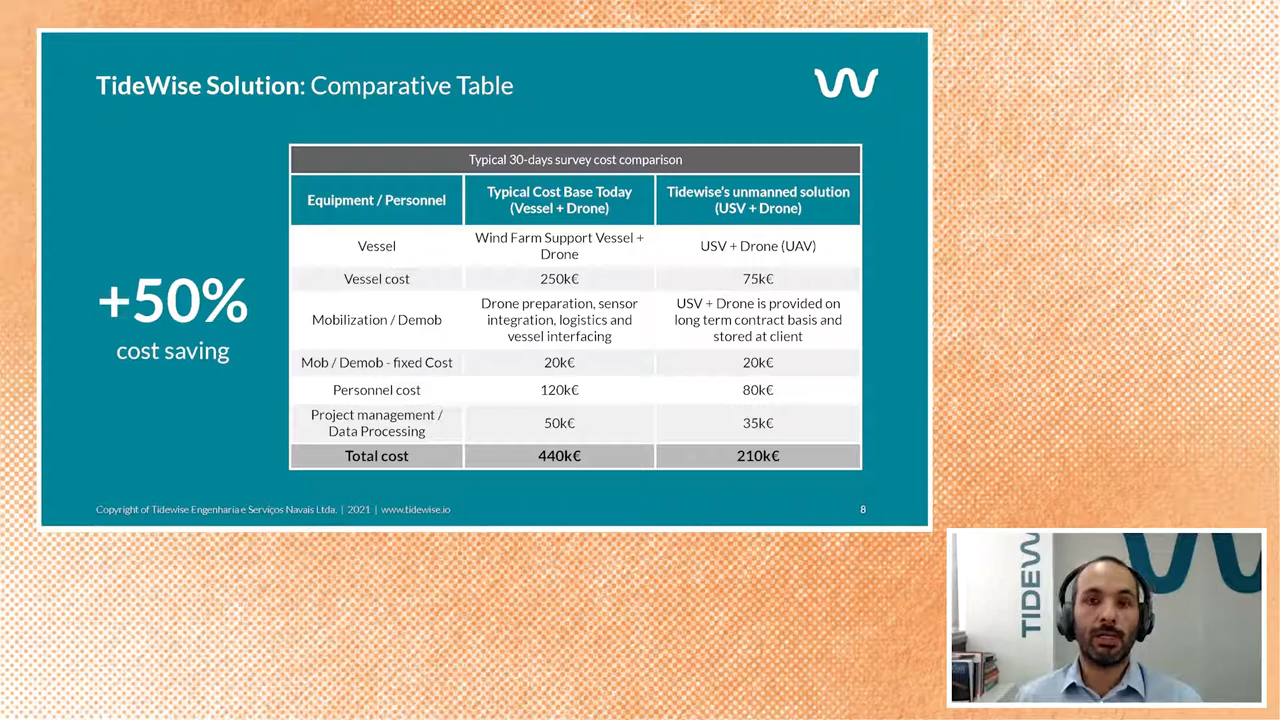 TideWise Solution: Comparative Table
+50%
cost saving
Typical 30-days survey cost comparison
Equipment / Personnel
Typical Cost Base Today
(Vessel + Drone)
Tidewise's unmanned solution
(USV + Drone)
Vessel
Wind Farm Support Vessel +
Drone
USV + Drone (UAV)
Vessel cost
250k€
75k€
Mobilization / Demob
Drone preparation, sensor
integration, logistics and
vessel interfacing
USV + Drone is provided on
long term contract basis and
stored at client
Mob / Demob - fixed Cost
20k€
20k€
Personnel cost
120k€
80k€
Project management /
Data Processing
50k€
35k€
Total cost
440k€
210k€
Copyright of Tidewise Engenharia e Serviços Navais Ltda. | 2021 | www.tidewise.io
8
TIDEW